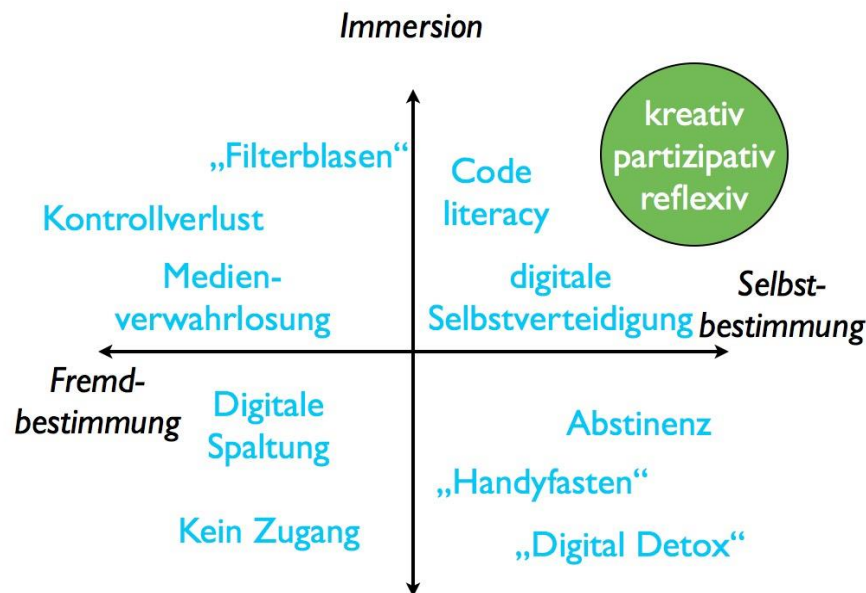 Immersion
kreativ
partizipativ
reflexiv
„Filterblasen“
Code
literacy
Kontrollverlust
Medien-
verwahrlosung
digitale
Selbstverteidigung
Selbst-
bestimmung
Fremd-
bestimmung
Digitale
Spaltung
Abstinenz
„Handyfasten“
Kein Zugang
„Digital Detox“